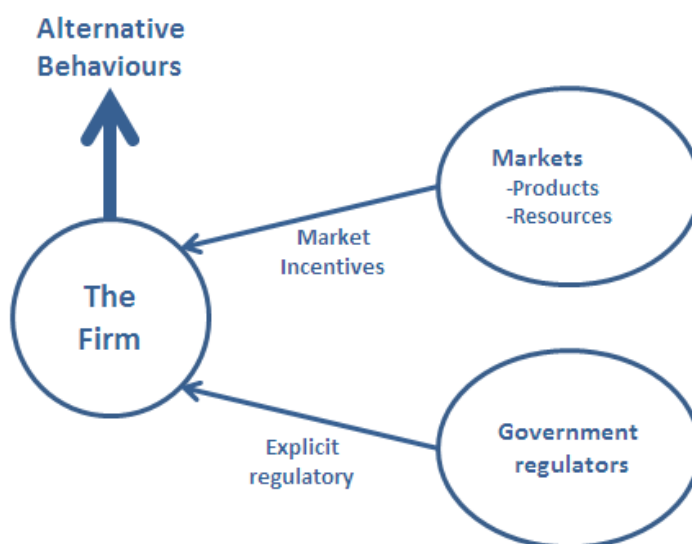 Alternative
Behaviours
Markets
-Products
-Resources
Market
Incentives
The
Firm
Government
regulators
Explicit
regulatory